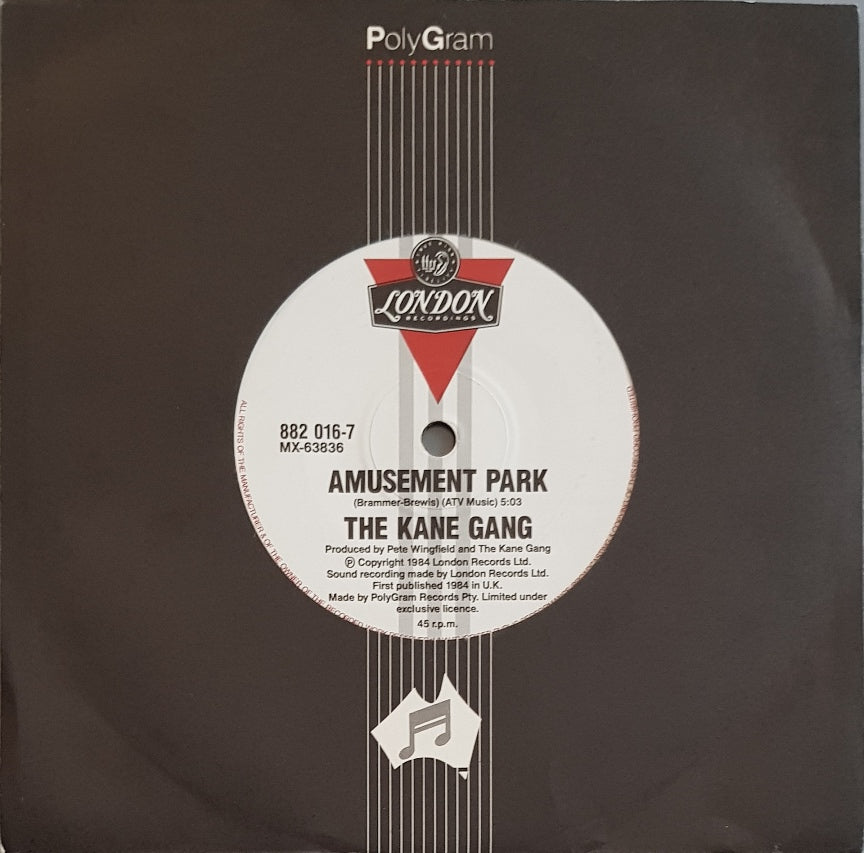 PolyGram
LONDON
RECORDINGS
882 016-7
MX-63836
AMUSEMENT PARK
(Brammer-Brewis) (ATV Music) 5:03
THE KANE GANG
Produced by Pete Wingfield and The Kane Gang
℗ Copyright 1984 London Records Ltd.
Sound recording made by London Records Ltd.
First published 1984 in U.K.
Made by PolyGram Records Pty. Limited under
exclusive licence.
45 r.p.m.
ALL RIGHTS OF THE MANUFACTURER & OF THE OWNER OF THE RECORDED WORK